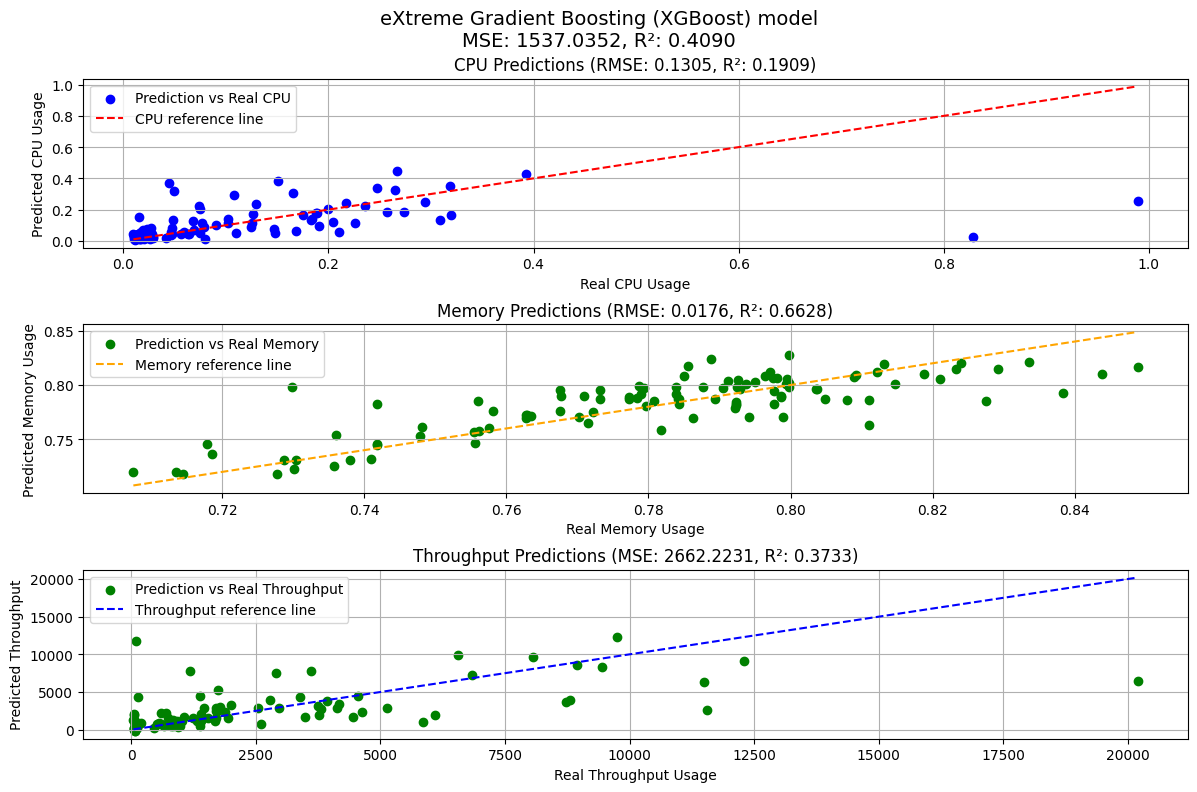 eXtreme Gradient Boosting (XGBoost) model
MSE: 1537.0352, R²: 0.4090
CPU Predictions (RMSE: 0.1305, R²: 0.1909)
Predicted CPU Usage
1.0
0.8
0.6
0.4
0.2
0.0
Prediction vs Real CPU
CPU reference line
0.0 0.2 0.4 0.6 0.8 1.0
Real CPU Usage
Memory Predictions (RMSE: 0.0176, R²: 0.6628)
Predicted Memory Usage
0.85
0.80
0.75
Prediction vs Real Memory
Memory reference line
0.72 0.74 0.76 0.78 0.80 0.82 0.84
Real Memory Usage
Throughput Predictions (MSE: 2662.2231, R²: 0.3733)
Predicted Throughput
20000
15000
10000
5000
0
Prediction vs Real Throughput
Throughput reference line
0 2500 5000 7500 10000 12500 15000 17500 20000
Real Throughput Usage